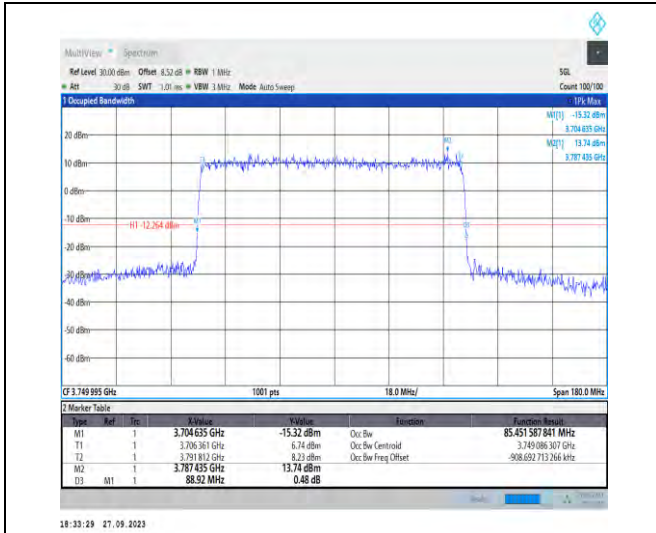 MultiView Spectrum
Ref Level 30.00 dBm Offset 8.52 dB RBW 1 MHz SGL
Att 30 dB SWT 1.01 ms VBW 3 MHz Mode Auto Sweep Count 100/100
1 Occupied Bandwidth 1Pk Max
M1[1] -15.32 dBm
3.704 635 GHz
20 dBm
M2[1] 13.74 dBm
3.787 435 GHz
M2
10 dBm
T1
0 dBm
-10 dBm
M1
H1 -12.264 dBm
-20 dBm
-30 dBm
-40 dBm
-50 dBm
-60 dBm
CF 3.749 995 GHz 1001 pts 18.0 MHz/ Span 180.0 MHz
2 Marker Table
Type Ref Trc X-Value Y-Value Function Function Result
M1 1 3.704 635 GHz -15.32 dBm Occ Bw 85.451 587 841 MHz
T1 1 3.706 361 GHz 6.74 dBm Occ Bw Centroid 3.749 086 307 GHz
T2 1 3.791 812 GHz 8.23 dBm Occ Bw Freq Offset -908.692 713 266 kHz
M2 1 3.787 435 GHz 13.74 dBm
D3 M1 1 88.92 MHz 0.48 dB
18:33:29 27.09.2023